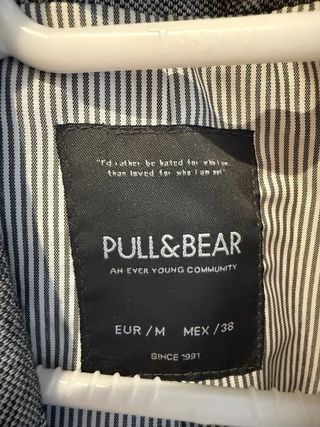 "I'd rather be hated for who I am
than loved for who I am not"
PULL&BEAR
AN EVER YOUNG COMMUNITY
EUR/M MEX/38
SINCE 1991